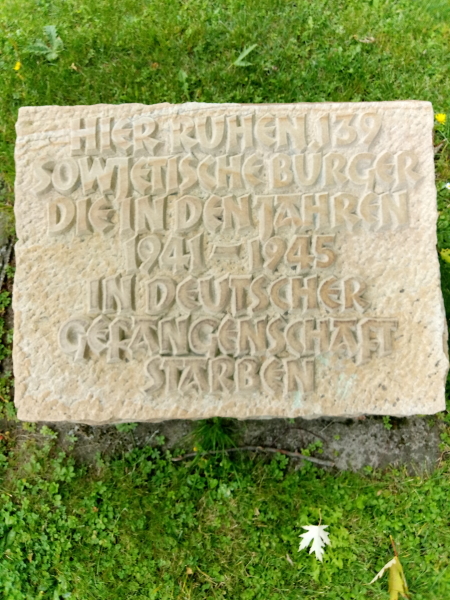 HIER RUHEN 139
SOWJETISCHE BÜRGER
DIE IN DEN JAHREN
1941–1945
IN DEUTSCHER
GEFANGENSCHAFT
STARBEN